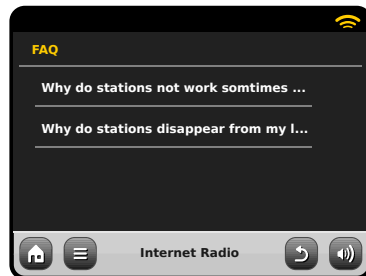 FAQ
Why do stations not work somtimes ...
Why do stations disappear from my l...
Internet Radio